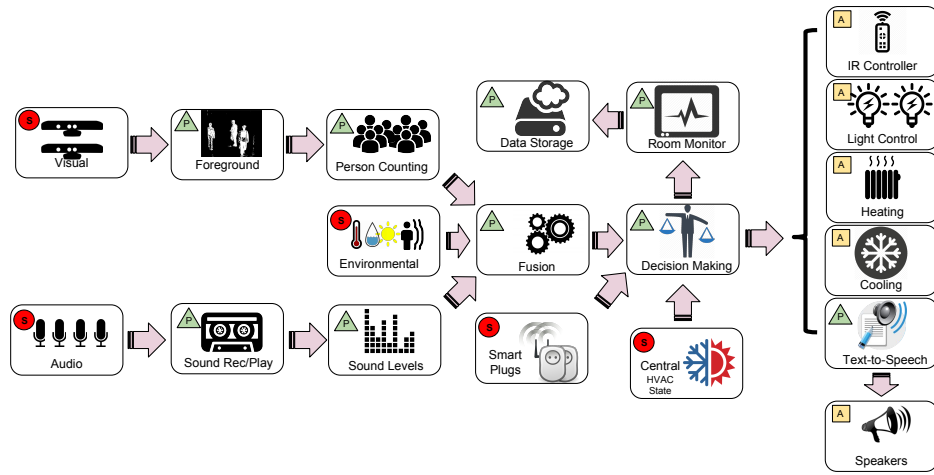 A
IR Controller
S
Visual
P
Foreground
P
Person Counting
P
Data Storage
P
Room Monitor
A
Light Control
A
Heating
S
Environmental
P
Fusion
P
Decision Making
A
Cooling
S
Audio
P
Sound Rec/Play
P
Sound Levels
S
Smart
Plugs
S
Central
HVAC
State
P
Text-to-Speech
A
Speakers